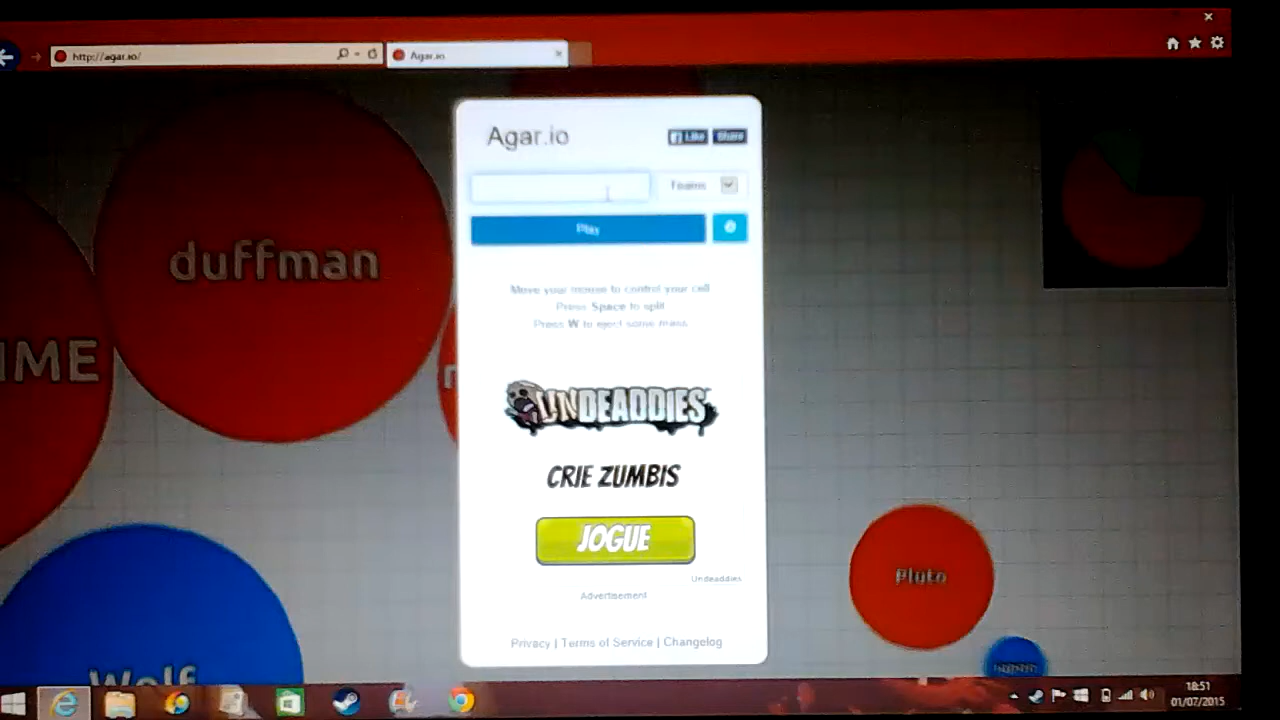 http://agar.io/
Agar.io
Agar.io
Like Share
Teams
Play
Move your mouse to control your cell
Press Space to split
Press W to eject some mass
duffman
IME
UNDEADDIES
CRIE ZUMBIS
JOGUE
Undeaddies
Advertisement
Pluto
Privacy | Terms of Service | Changelog
Wolf
18:51
01/07/2015